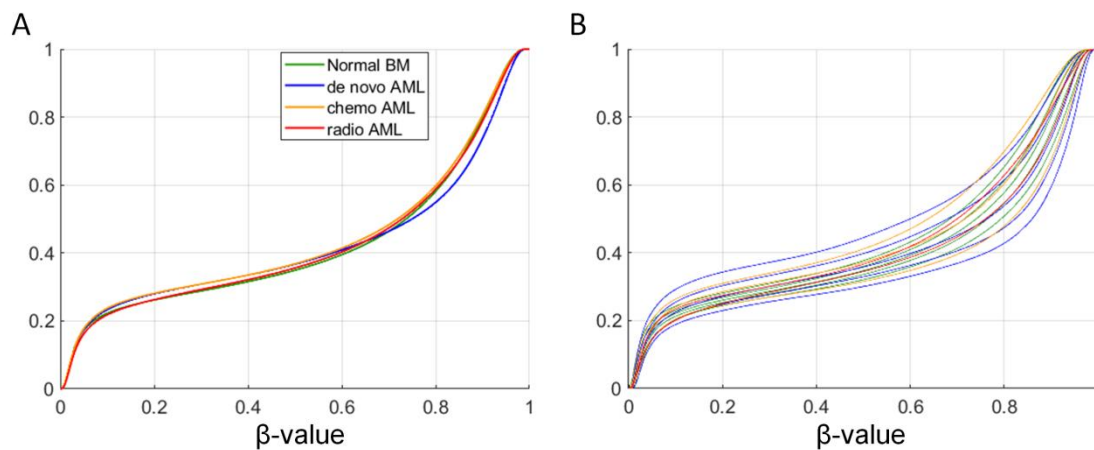 A
1
0.8
0.6
0.4
0.2
0
0 0.2 0.4 0.6 0.8 1
β-value
Normal BM
de novo AML
chemo AML
radio AML
B
1
0.8
0.6
0.4
0.2
0
0 0.2 0.4 0.6 0.8
β-value